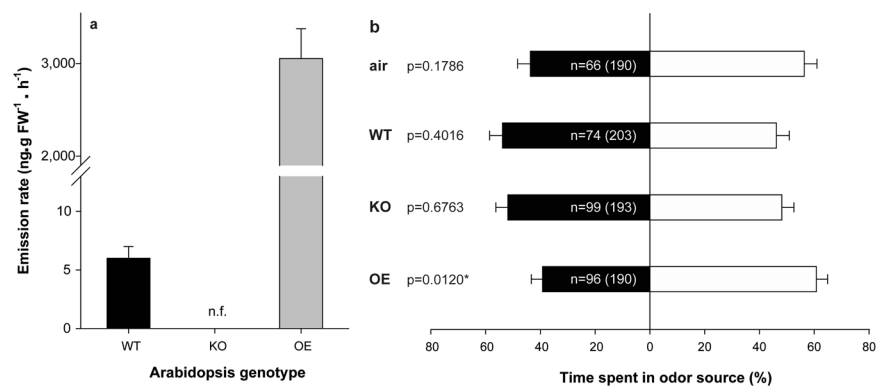 a
Emission rate (ng.g FW⁻¹ . h⁻¹)
3,000
2,000
10
5
0
n.f.
WT KO OE
Arabidopsis genotype
b
air p=0.1786 n=66 (190)
WT p=0.4016 n=74 (203)
KO p=0.6763 n=99 (193)
OE p=0.0120* n=96 (190)
80 60 40 20 0 20 40 60 80
Time spent in odor source (%)